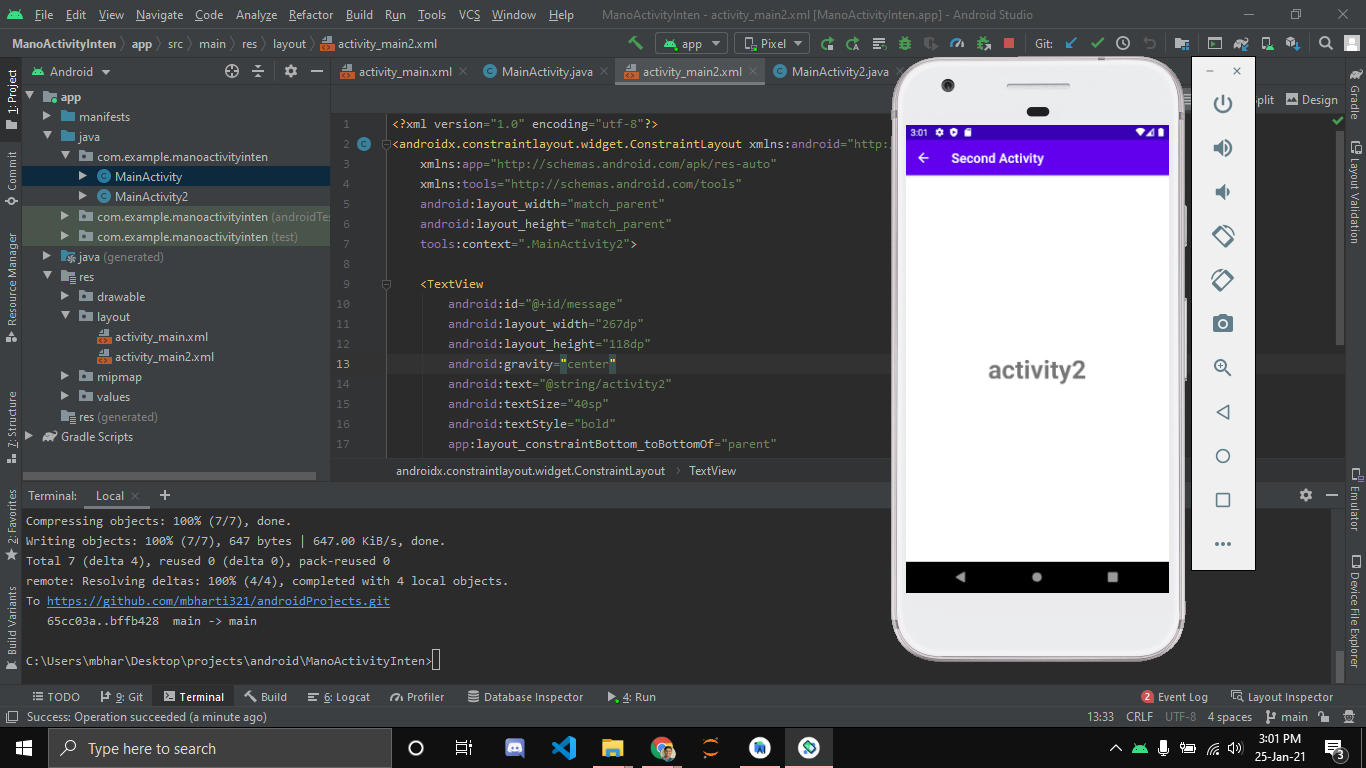 File Edit View Navigate Code Analyze Refactor Build Run Tools VCS Window Help ManoActivityInten - activity_main2.xml [ManoActivityInten.app] - Android Studio
ManoActivityInten app src main res layout activity_main2.xml app Pixel Git:
Android activity_main.xml MainActivity.java activity_main2.xml MainActivity2.java
plit Design
1: Project
Commit
Resource Manager
7: Structure
2: Favorites
Build Variants
app
manifests
java
com.example.manoactivityinten
MainActivity
MainActivity2
com.example.manoactivityinten (androidTes
com.example.manoactivityinten (test)
java (generated)
res
drawable
layout
activity_main.xml
activity_main2.xml
mipmap
values
res (generated)
Gradle Scripts
1 <?xml version="1.0" encoding="utf-8"?>
2 <androidx.constraintlayout.widget.ConstraintLayout xmlns:android="http:
3 xmlns:app="http://schemas.android.com/apk/res-auto"
4 xmlns:tools="http://schemas.android.com/tools"
5 android:layout_width="match_parent"
6 android:layout_height="match_parent"
7 tools:context=".MainActivity2">
8
9 <TextView
10 android:id="@+id/message"
11 android:layout_width="267dp"
12 android:layout_height="118dp"
13 android:gravity="center"
14 android:text="@string/activity2"
15 android:textSize="40sp"
16 android:textStyle="bold"
17 app:layout_constraintBottom_toBottomOf="parent"
androidx.constraintlayout.widget.ConstraintLayout TextView
3:01
Second Activity
activity2
Gradle
Layout Validation
Emulator
Device File Explorer
Terminal: Local
Compressing objects: 100% (7/7), done.
Writing objects: 100% (7/7), 647 bytes | 647.00 KiB/s, done.
Total 7 (delta 4), reused 0 (delta 0), pack-reused 0
remote: Resolving deltas: 100% (4/4), completed with 4 local objects.
To https://github.com/mbharti321/androidProjects.git
65cc03a..bffb428 main -> main
C:\Users\mbhar\Desktop\projects\android\ManoActivityInten>
TODO 9: Git Terminal Build 6: Logcat Profiler Database Inspector 4: Run 2 Event Log Layout Inspector
Success: Operation succeeded (a minute ago) 13:33 CRLF UTF-8 4 spaces main
Type here to search
3:01 PM
25-Jan-21
3